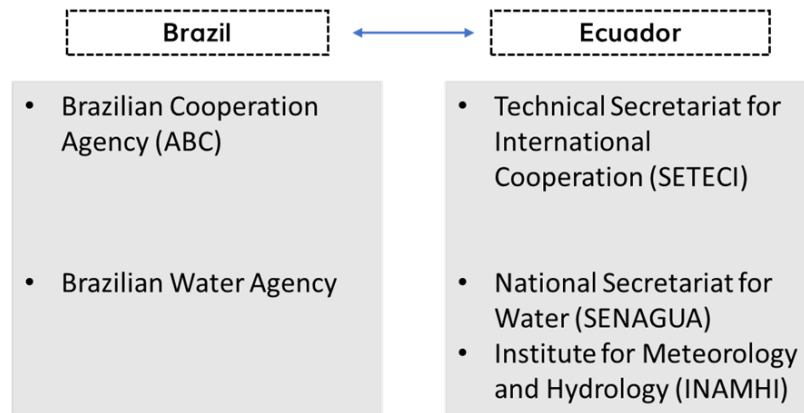 Brazil
Ecuador
• Brazilian Cooperation
Agency (ABC)
• Brazilian Water Agency
• Technical Secretariat for
International
Cooperation (SETECI)
• National Secretariat for
Water (SENAGUA)
• Institute for Meteorology
and Hydrology (INAMHI)